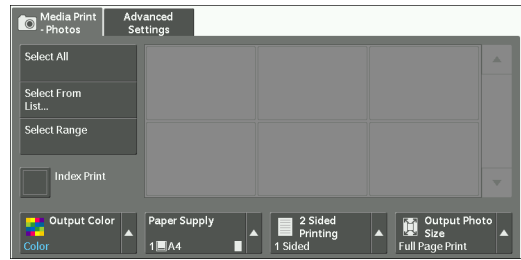 Media Print
- Photos
Advanced
Settings
Select All
Select From
List...
Select Range
Index Print
Output Color
Color
Paper Supply
1 A4
2 Sided
Printing
1 Sided
Output Photo
Size
Full Page Print